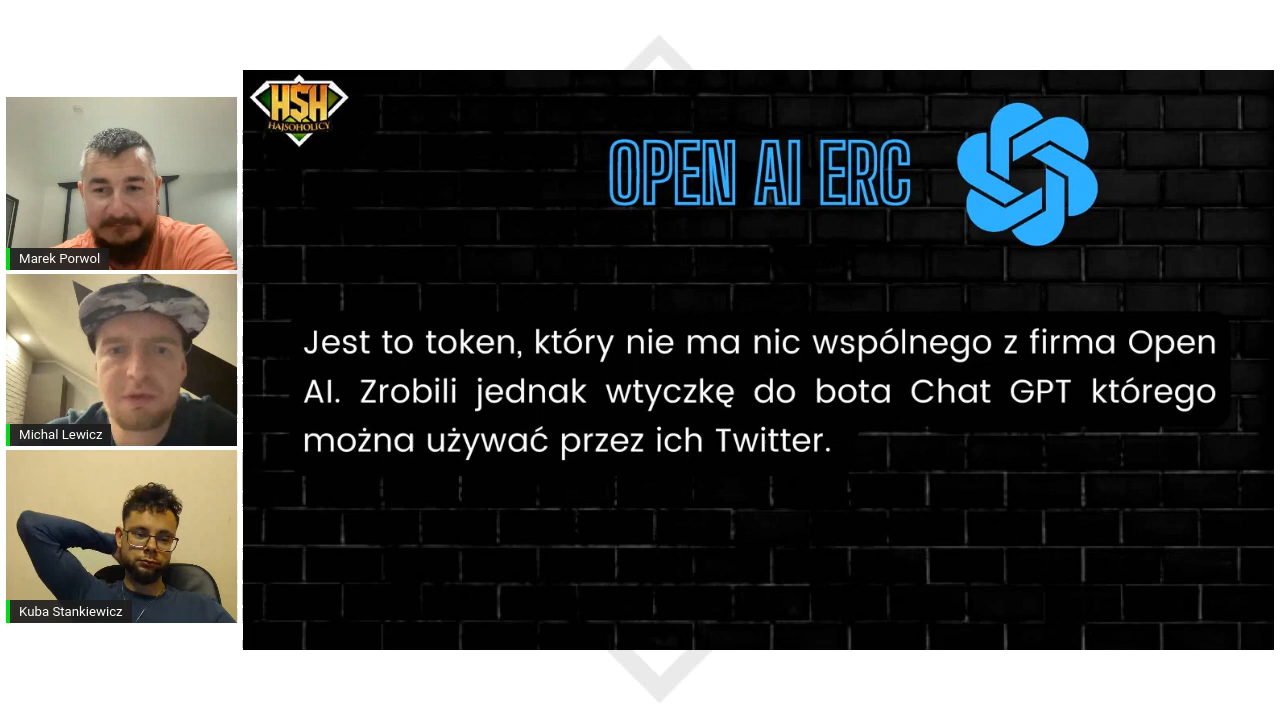 H$H
HAJSOHOLICY
OPEN AI ERC
Marek Porwol
Michal Lewicz
Kuba Stankiewicz
Jest to token, który nie ma nic wspólnego z firma Open
AI. Zrobili jednak wtyczkę do bota Chat GPT którego
można używać przez ich Twitter.